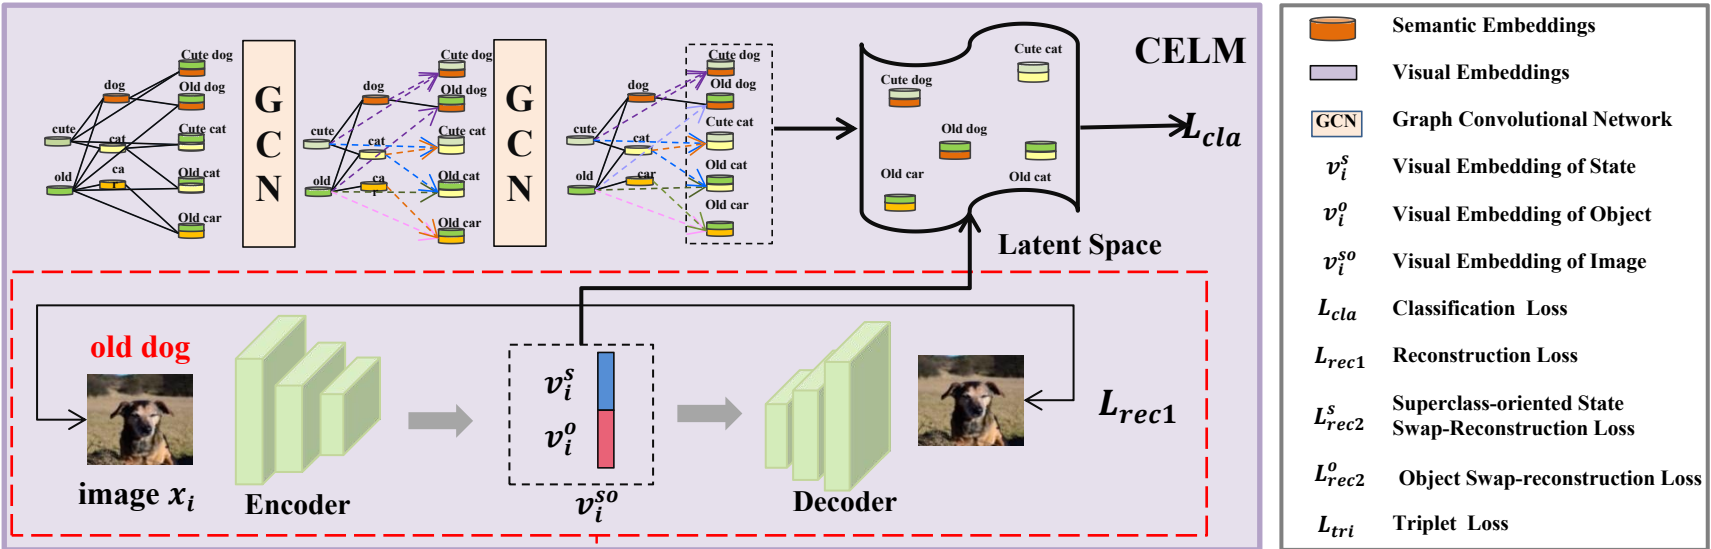 Cute dog
dog
Old dog
cute
cat
Cute cat
ca
r
old
Old cat
Old car
G
C
N
Cute dog
dog
Old dog
cute
cat
Cute cat
old
ca
r
Old cat
Old car
G
C
N
Cute dog
dog
Old dog
cute
cat
Cute cat
old
car
Old cat
Old car
Cute cat
Cute dog
Old dog
Old car
Old cat
CELM
L_cla
Latent Space
old dog
image x_i
Encoder
v_i^s
v_i^o
v_i^so
Decoder
L_rec1
Semantic Embeddings
Visual Embeddings
GCN Graph Convolutional Network
v_i^s Visual Embedding of State
v_i^o Visual Embedding of Object
v_i^so Visual Embedding of Image
L_cla Classification Loss
L_rec1 Reconstruction Loss
L_rec2^s Superclass-oriented State
Swap-Reconstruction Loss
L_rec2^o Object Swap-reconstruction Loss
L_tri Triplet Loss